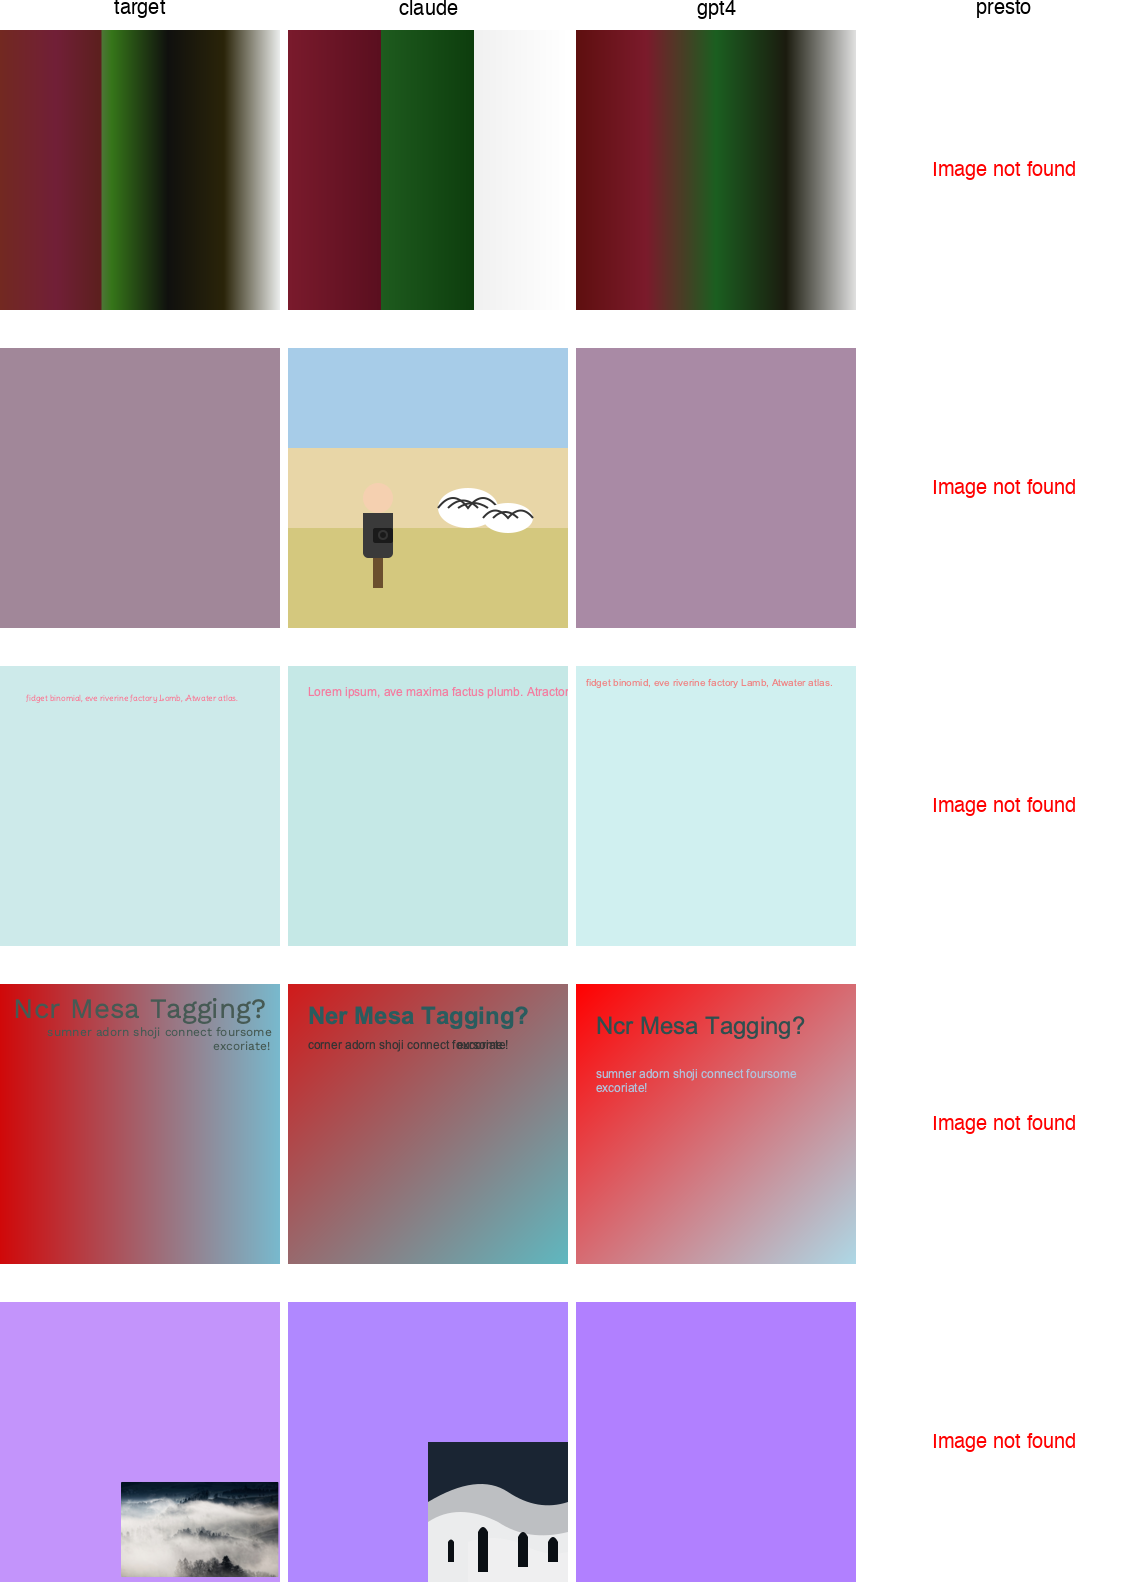 target claude gpt4 presto
Image not found
Image not found
fidget binomial, eve riverine factory Lamb, Atwater atlas.
Lorem ipsum, ave maxima factus plumb. Atractor
fidget binomid, eve riverine factory Lamb, Atwater atlas.
Image not found
Ncr Mesa Tagging?
sumner adorn shoji connect foursome
excoriate!
Ner Mesa Tagging?
corner adorn shoji connect
Ncr Mesa Tagging?
sumner adorn shoji connect foursome
excoriate!
Image not found
Image not found